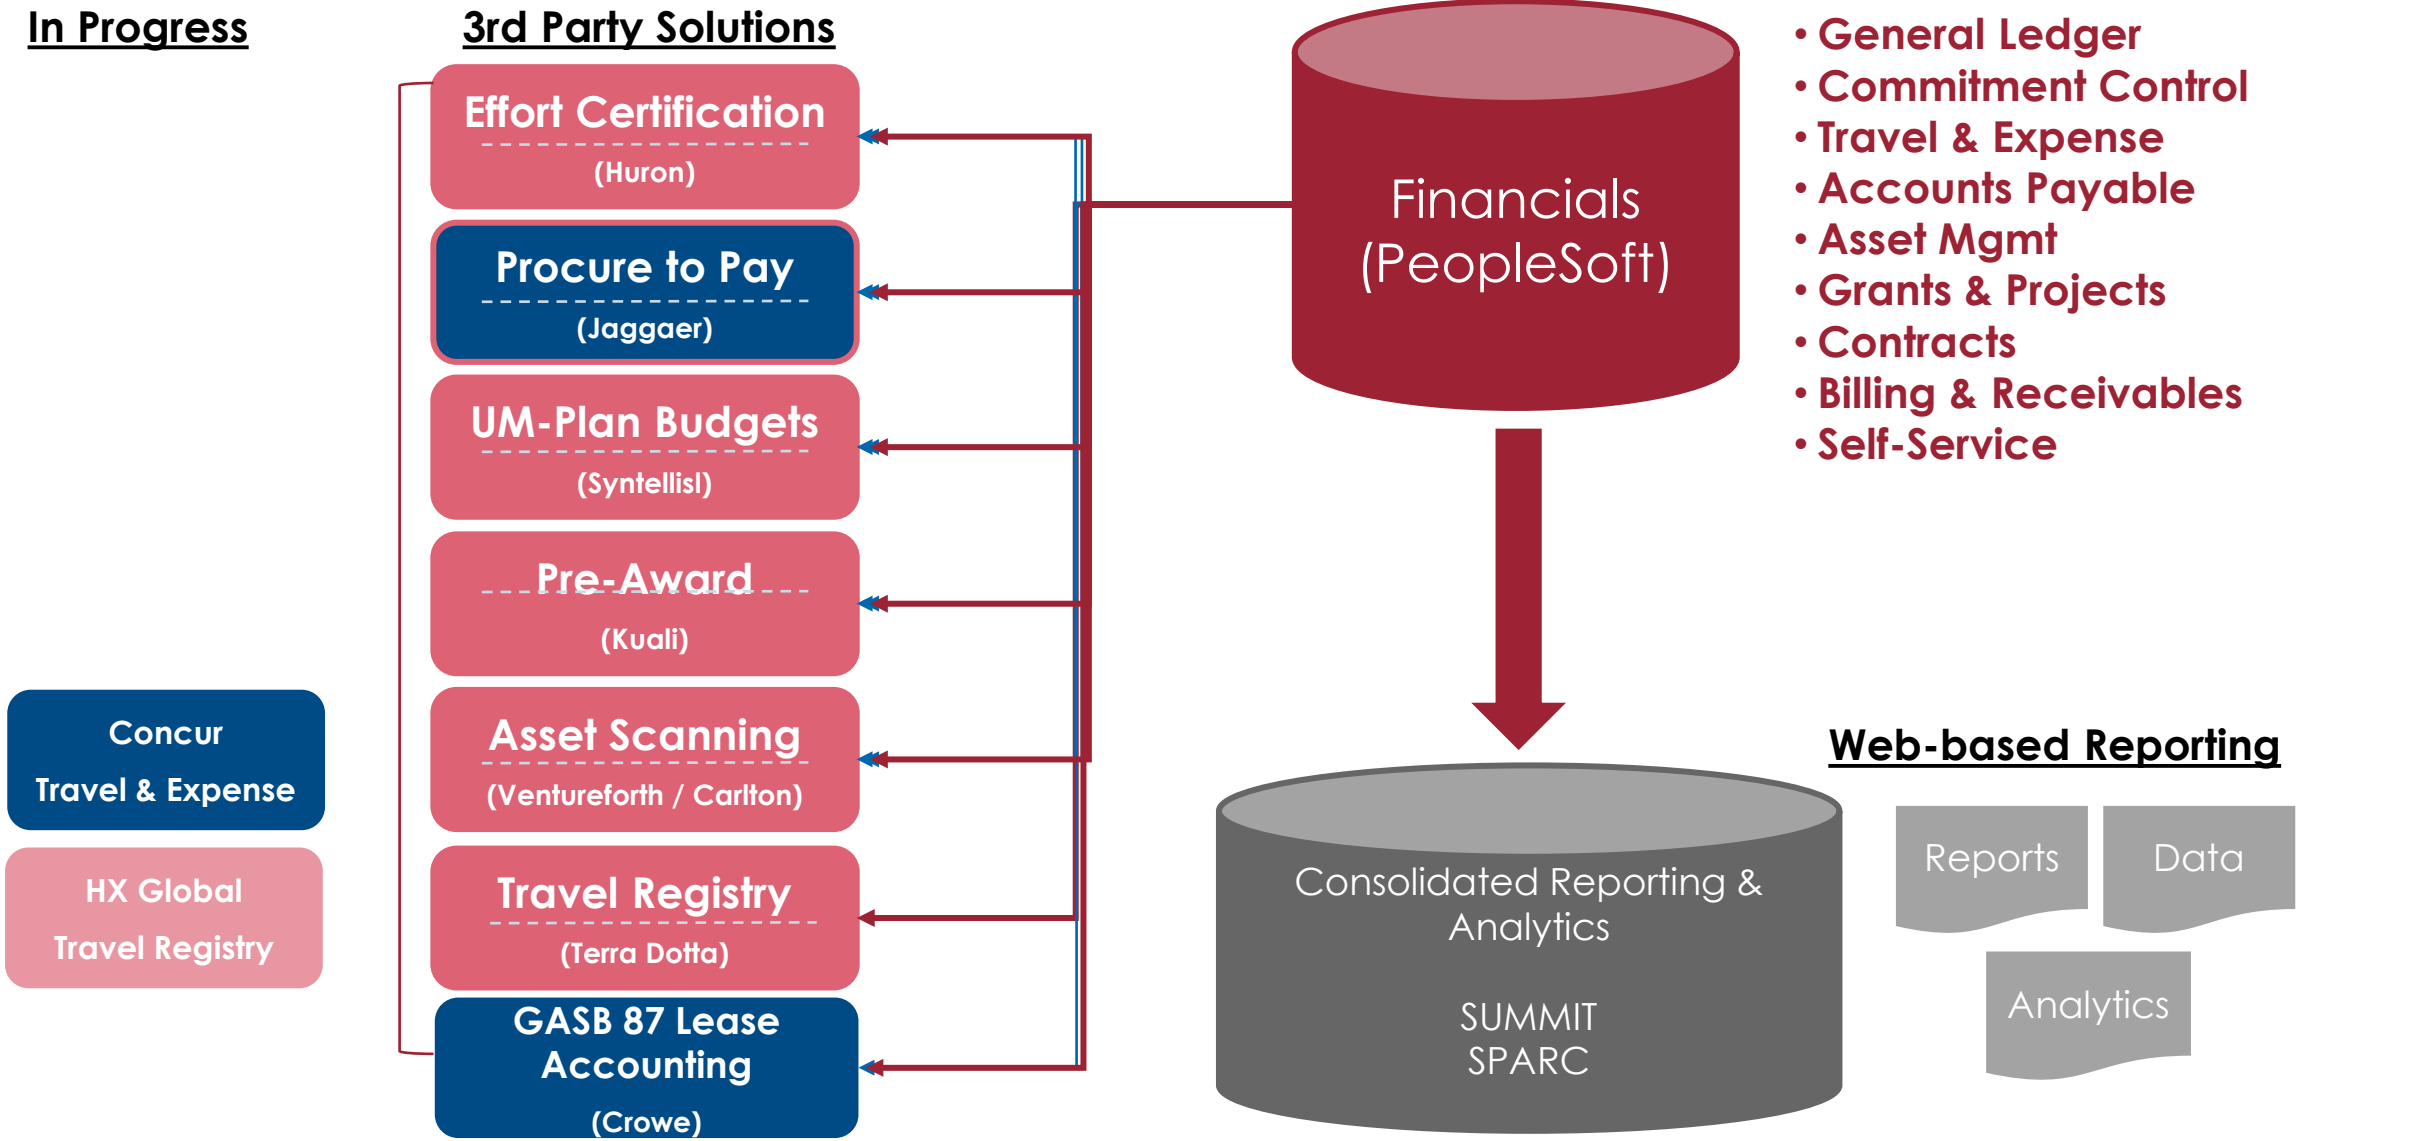 In Progress
3rd Party Solutions
Effort Certification
(Huron)
Procure to Pay
(Jaggaer)
UM-Plan Budgets
(Syntellisl)
Pre-Award
(Kuali)
Asset Scanning
(Ventureforth / Carlton)
Travel Registry
(Terra Dotta)
GASB 87 Lease
Accounting
(Crowe)
Concur
Travel & Expense
HX Global
Travel Registry
Financials
(PeopleSoft)
• General Ledger
• Commitment Control
• Travel & Expense
• Accounts Payable
• Asset Mgmt
• Grants & Projects
• Contracts
• Billing & Receivables
• Self-Service
Consolidated Reporting &
Analytics
SUMMIT
SPARC
Web-based Reporting
Reports
Data
Analytics